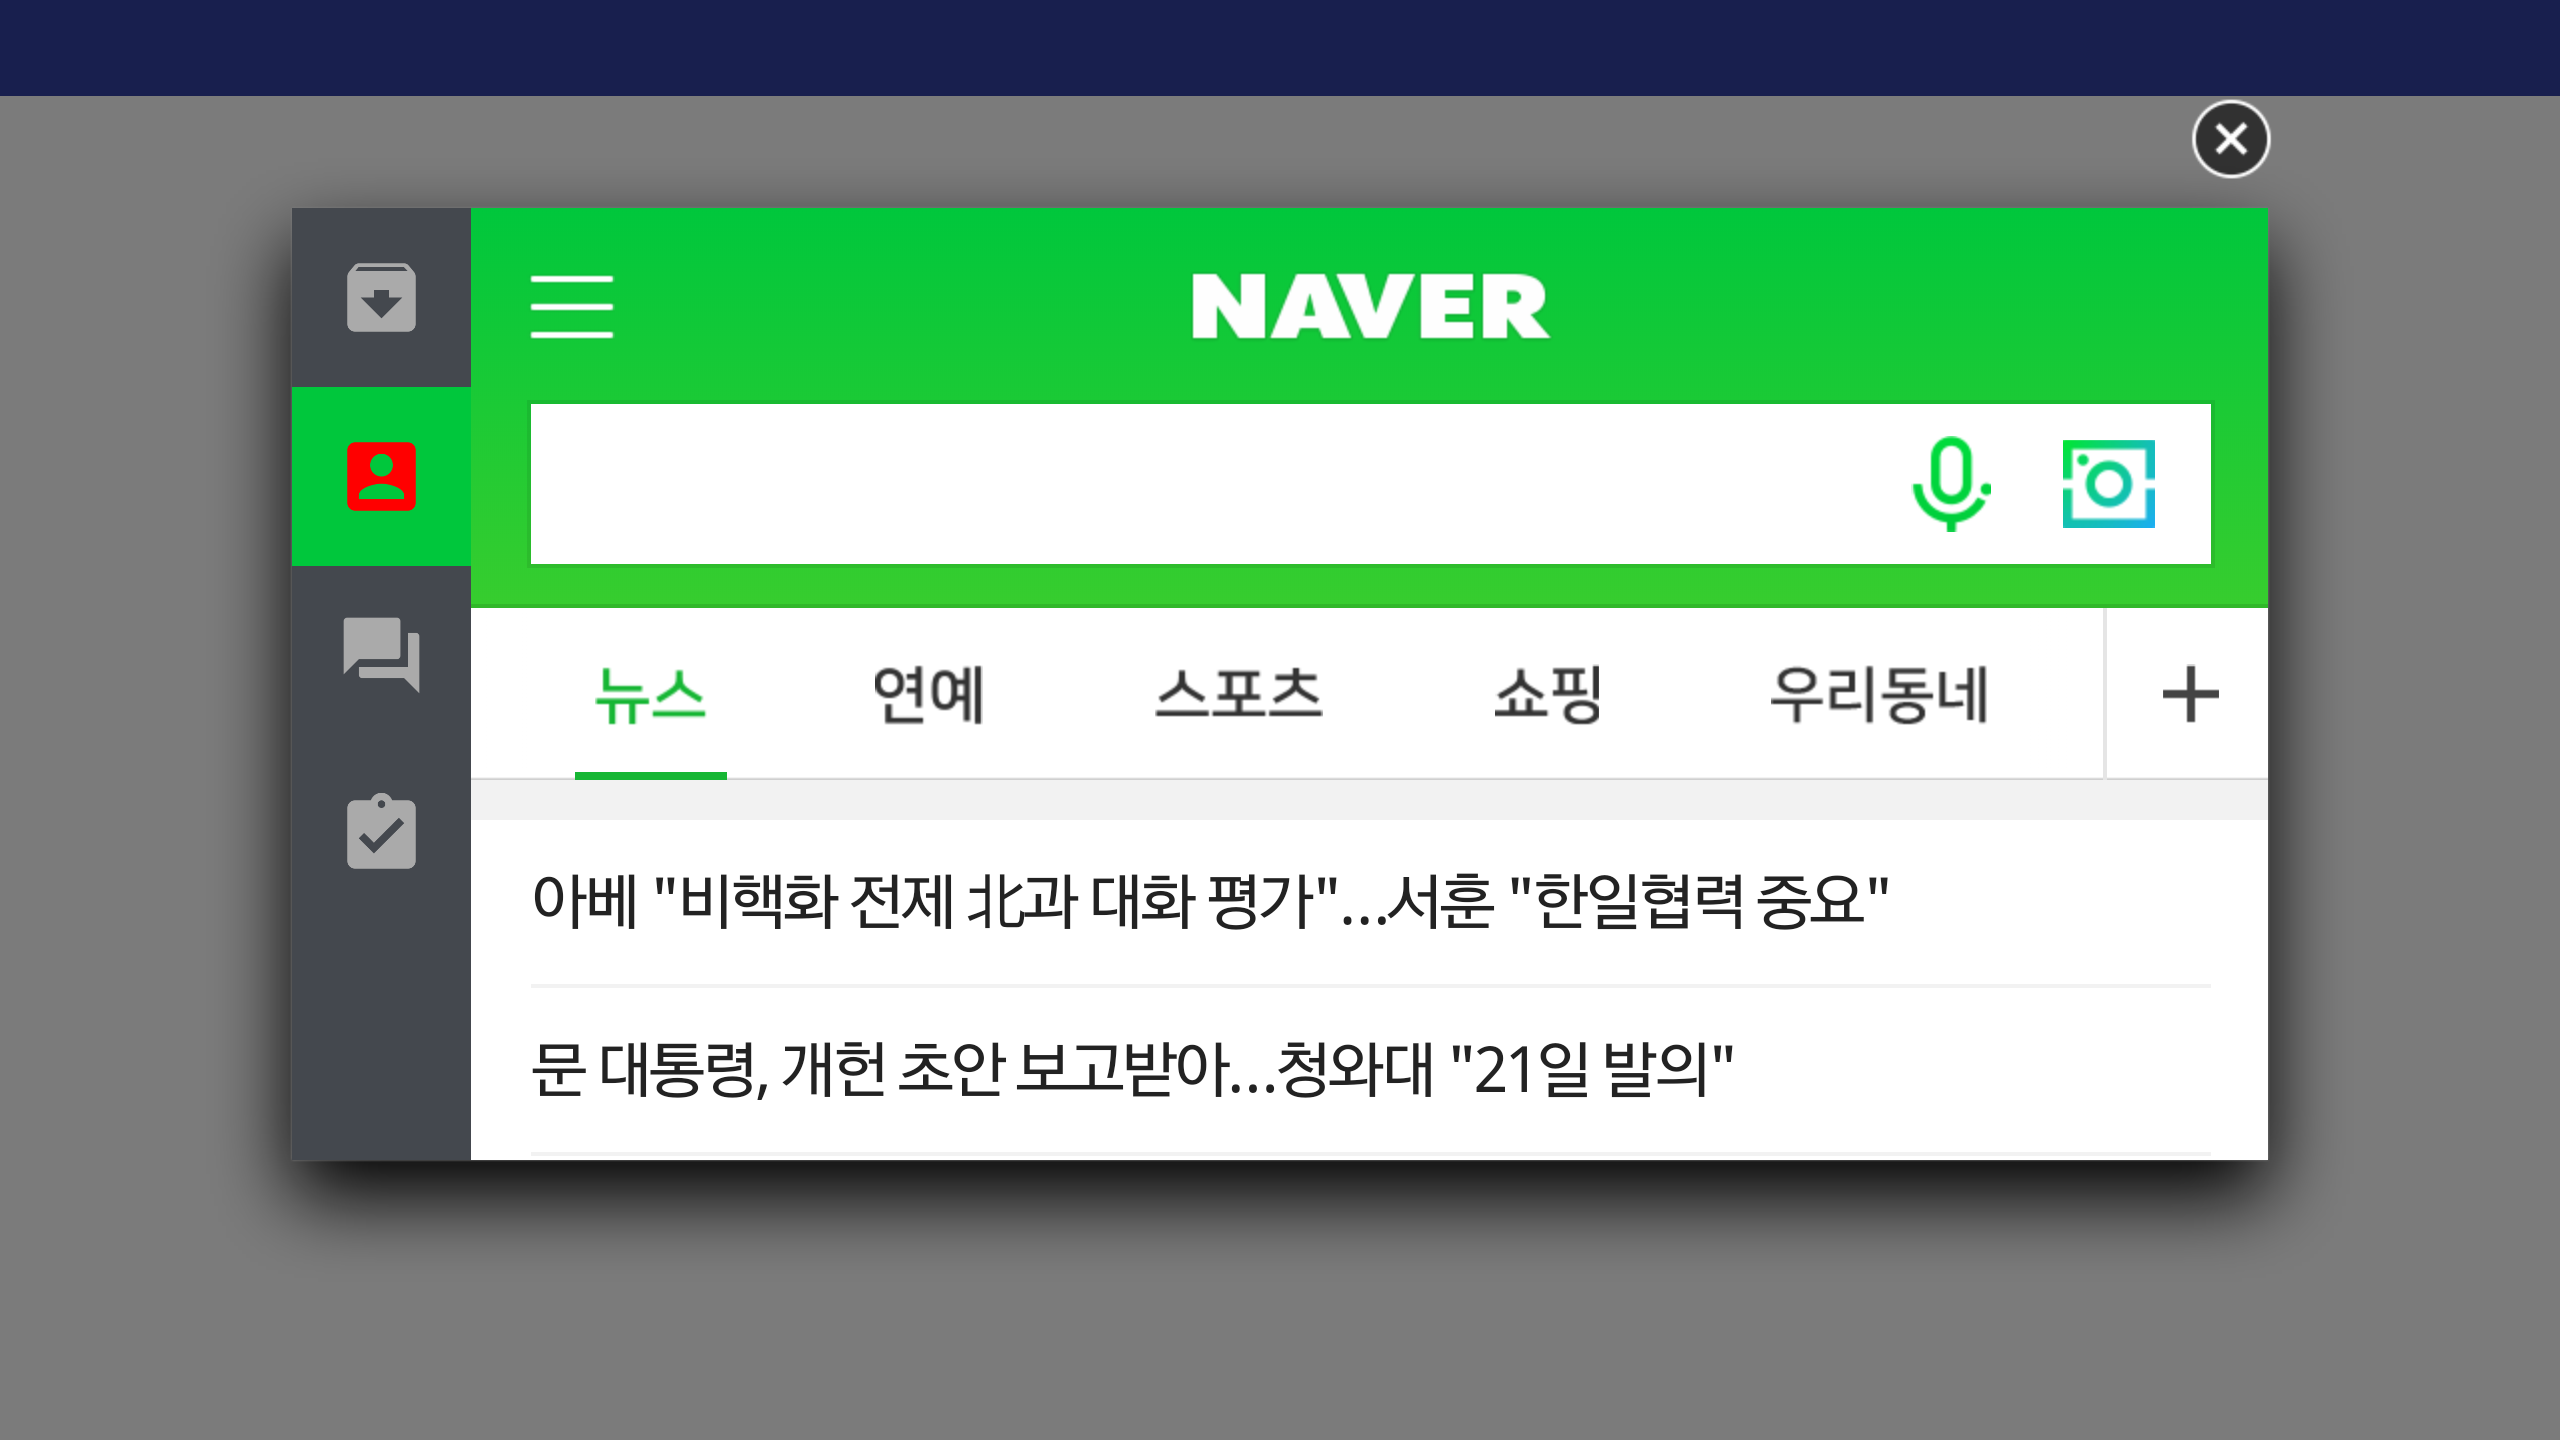 NAVER
뉴스 연예 스포츠 쇼핑 우리동네
아베 "비핵화 전제 北과 대화 평가"...서훈 "한일협력 중요"
문 대통령, 개헌 초안 보고받아...청와대 "21일 발의"